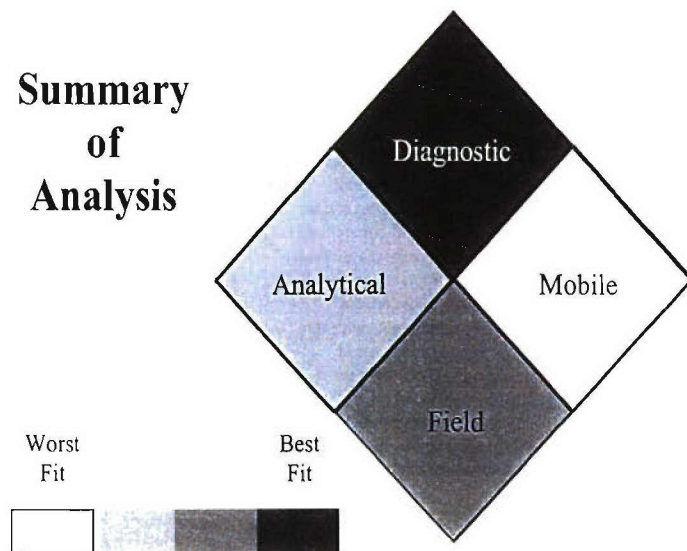 Summary
of
Analysis
Diagnostic
Analytical
Mobile
Field
Worst
Fit
Best
Fit